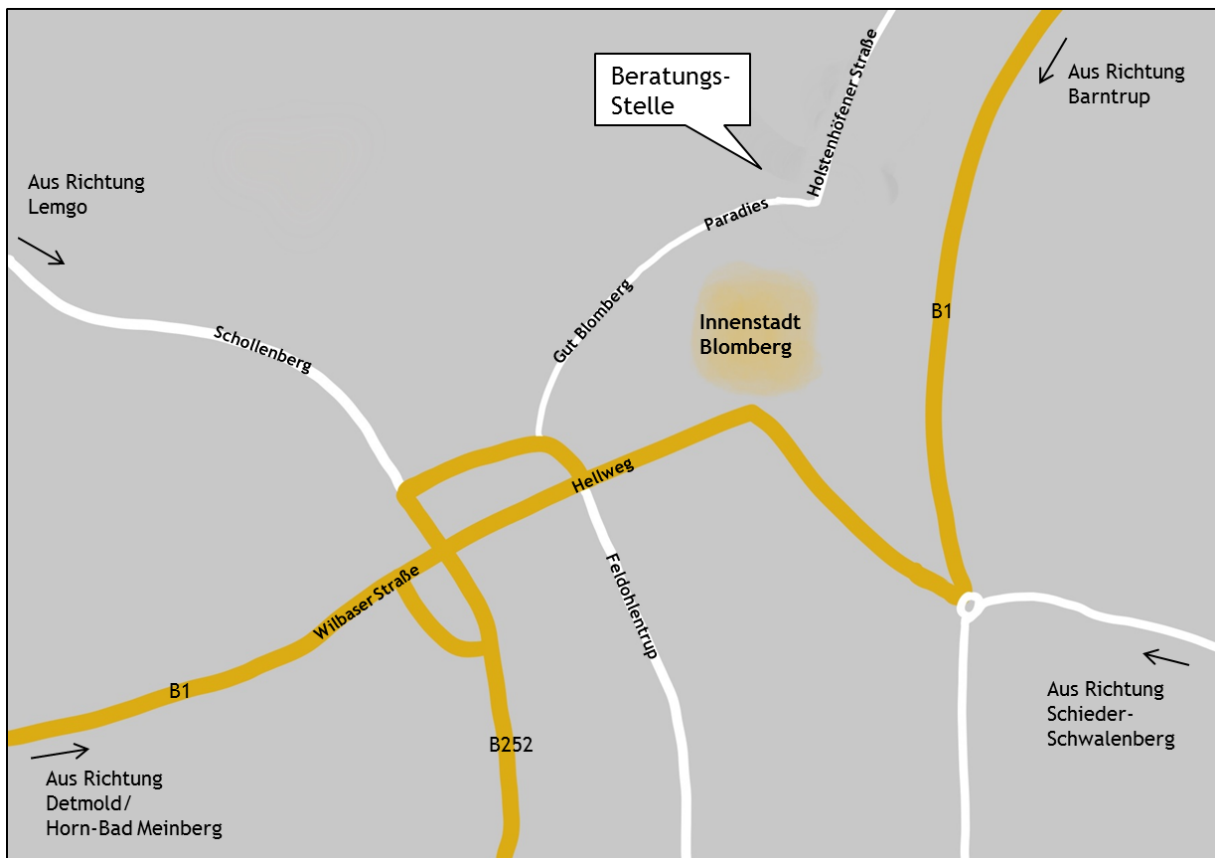 Beratungs-
Stelle
Holstenhöfener Straße
Aus Richtung
Barntrup
Aus Richtung
Lemgo
Paradies
Gut Blomberg
Schollenberg
Innenstadt
Blomberg
B1
Hellweg
Wilbaser Straße
Feldohlentrup
B1
B252
Aus Richtung
Schieder-
Schwalenberg
Aus Richtung
Detmold/
Horn-Bad Meinberg